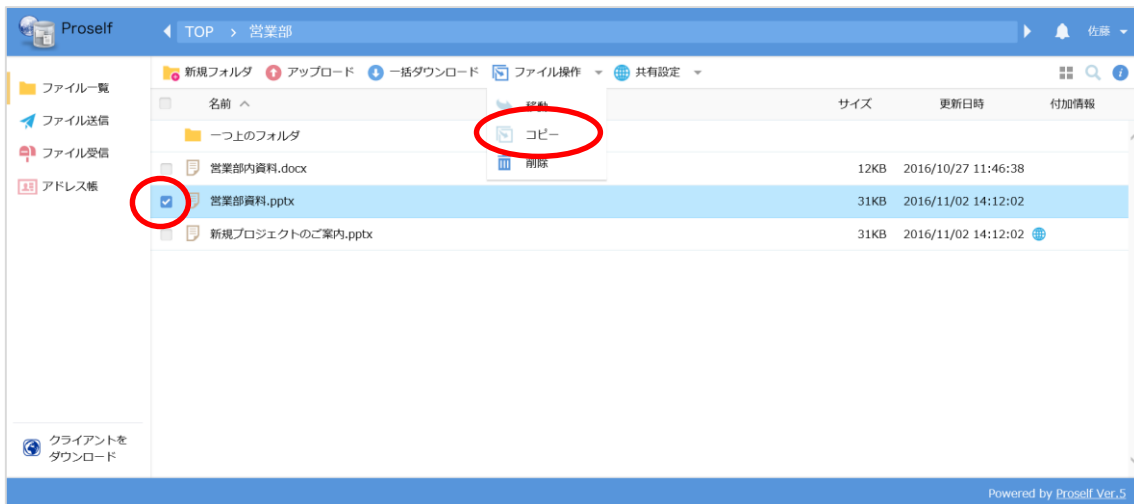 Proself
TOP > 営業部
佐藤
新規フォルダ アップロード 一括ダウンロード ファイル操作 共有設定
ファイル一覧
ファイル送信
ファイル受信
アドレス帳
名前 サイズ 更新日時 付加情報
移動
コピー
削除
一つ上のフォルダ
営業部内資料.docx 12KB 2016/10/27 11:46:38
営業部資料.pptx 31KB 2016/11/02 14:12:02
新規プロジェクトのご案内.pptx 31KB 2016/11/02 14:12:02
クライアントを
ダウンロード
Powered by Proself Ver.5